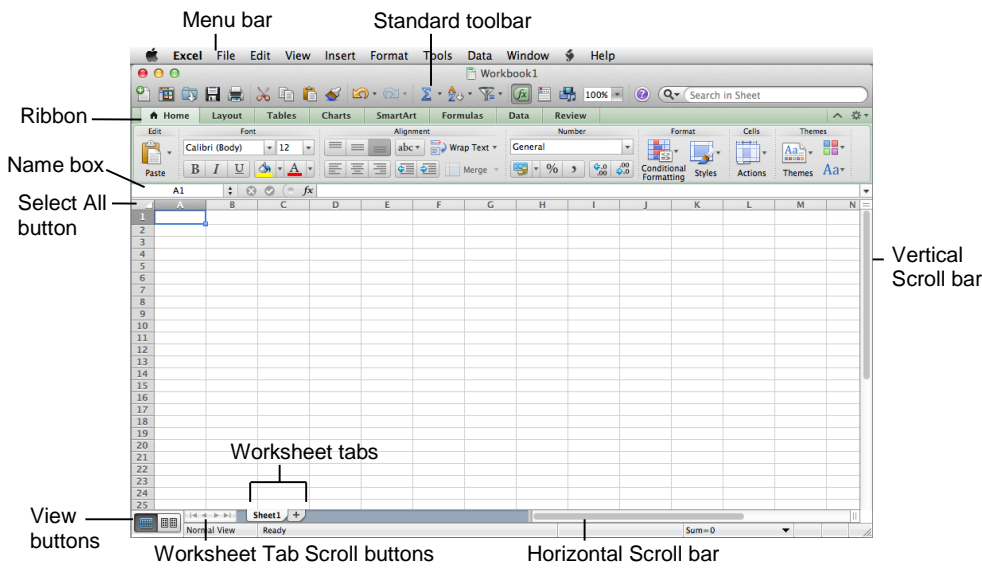 Menu bar
Standard toolbar
Excel File Edit View Insert Format Tools Data Window Help
Workbook1
100%
Search in Sheet
Ribbon
Home Layout Tables Charts SmartArt Formulas Data Review
Edit Font Alignment Number Format Cells Themes
Calibri (Body) 12 abc Wrap Text General
Name box
Paste B I U A Merge % , .0 .00 .00 .0 Conditional Formatting Styles Actions Themes Aa
A1 fx
Select All
button
A B C D E F G H I J K L M N
1
2
3
4
5
6
7
8
9
10
11
12
13
14
15
16
17
18
19
20
21
22
23
24
25
Vertical
Scroll bar
Worksheet tabs
View
buttons
Sheet1 +
Normal View Ready Sum=0
Worksheet Tab Scroll buttons
Horizontal Scroll bar